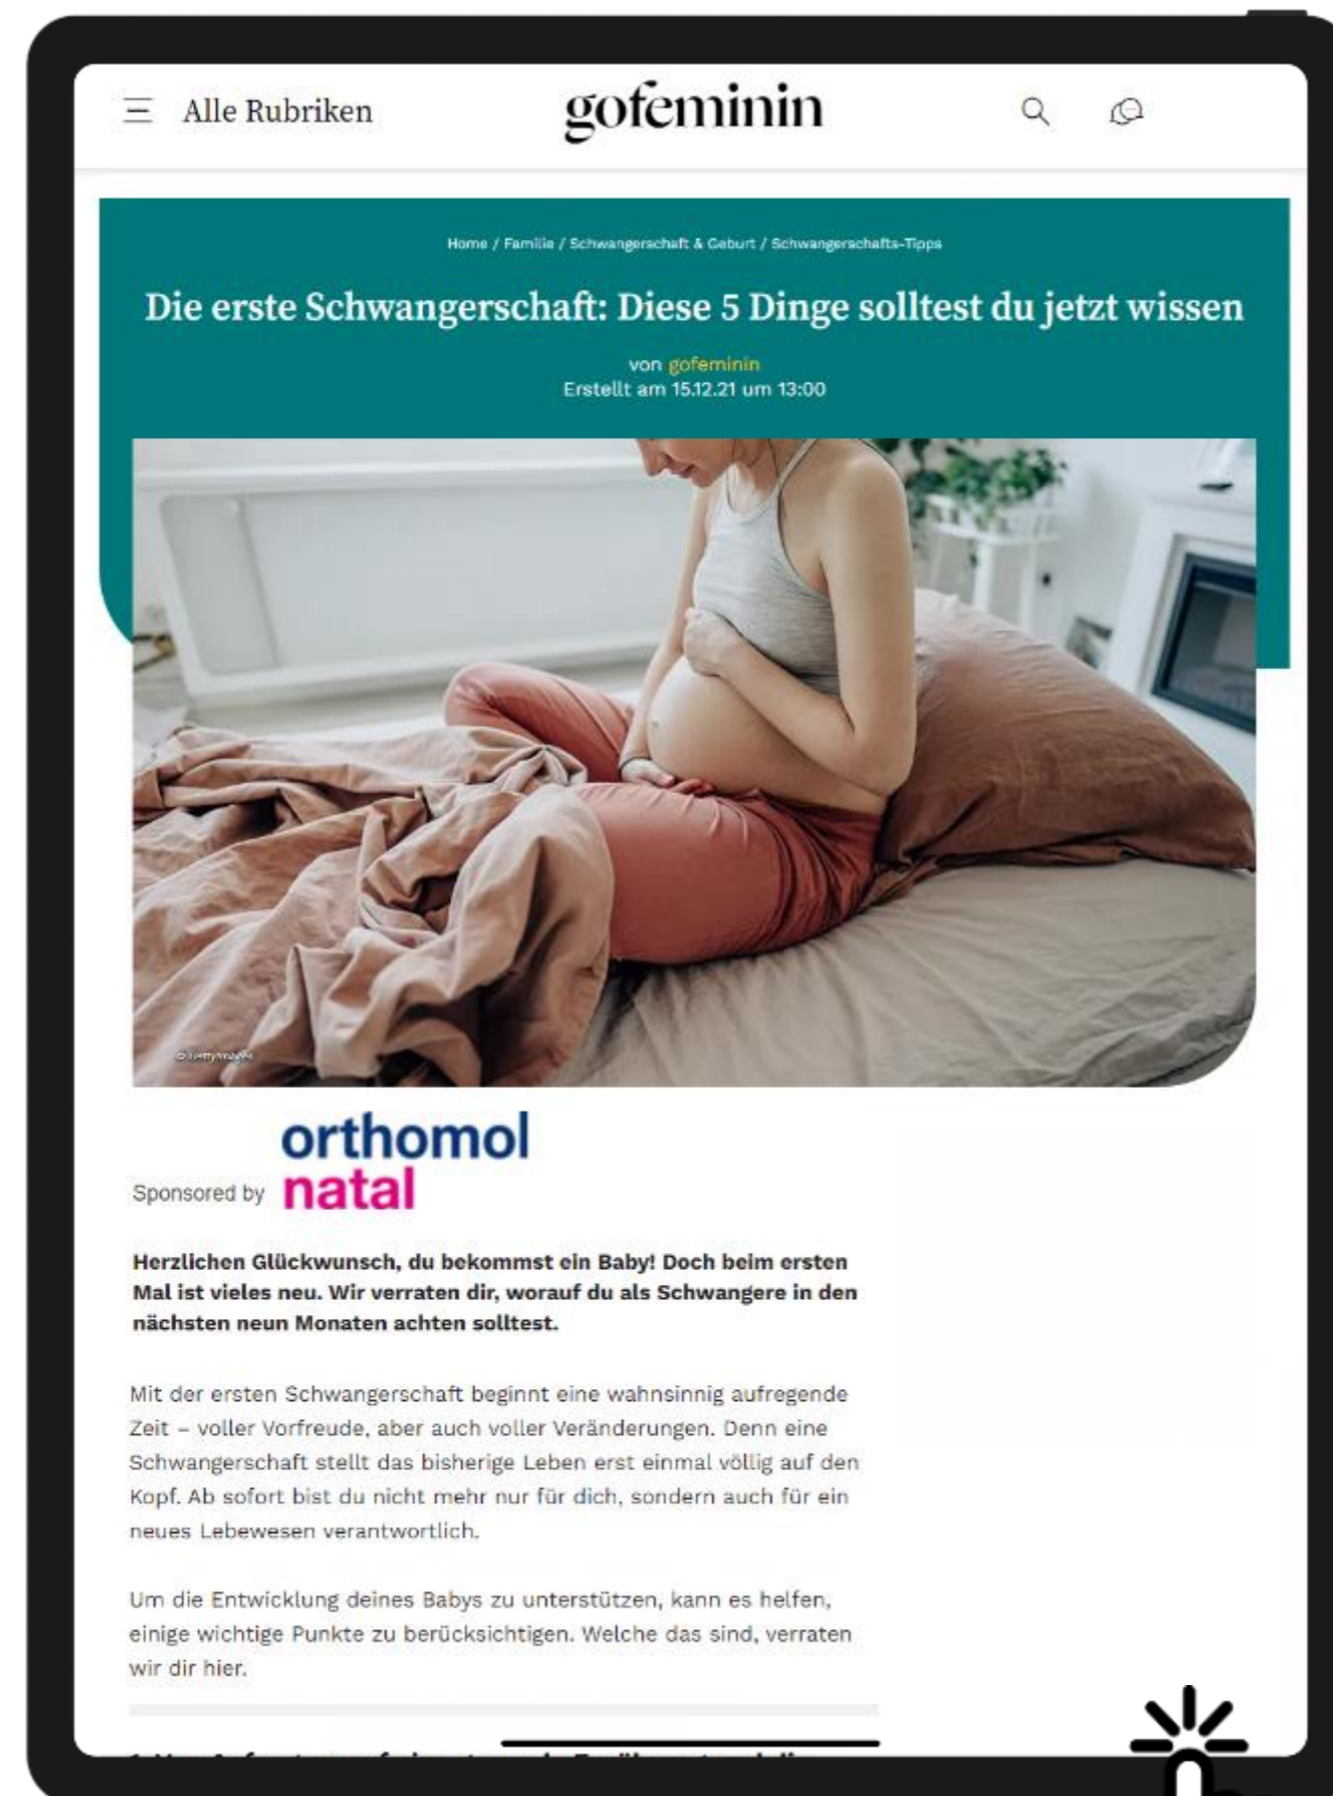 Alle Rubriken
gofeminin
Home / Familie / Schwangerschaft & Geburt / Schwangerschafts-Tipps
Die erste Schwangerschaft: Diese 5 Dinge solltest du jetzt wissen
von gofeminin
Erstellt am 15.12.21 um 13:00
© GettyImages
orthomol
natal
Sponsored by
Herzlichen Glückwunsch, du bekommst ein Baby! Doch beim ersten
Mal ist vieles neu. Wir verraten dir, worauf du als Schwangere in den
nächsten neun Monaten achten solltest.
Mit der ersten Schwangerschaft beginnt eine wahnsinnig aufregende
Zeit – voller Vorfreude, aber auch voller Veränderungen. Denn eine
Schwangerschaft stellt das bisherige Leben erst einmal völlig auf den
Kopf. Ab sofort bist du nicht mehr nur für dich, sondern auch für ein
neues Lebewesen verantwortlich.
Um die Entwicklung deines Babys zu unterstützen, kann es helfen,
einige wichtige Punkte zu berücksichtigen. Welche das sind, verraten
wir dir hier.